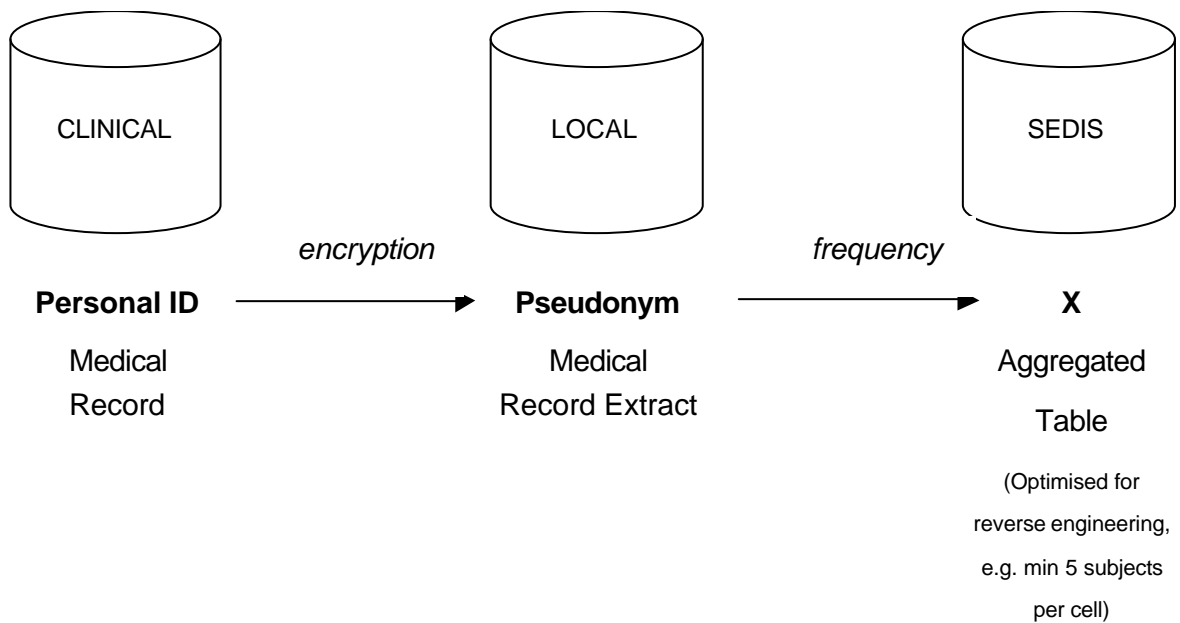 CLINICAL
LOCAL
SEDIS
encryption
frequency
Personal ID
Pseudonym
X
Medical
Record
Medical
Record Extract
Aggregated
Table
(Optimised for
reverse engineering,
e.g. min 5 subjects
per cell)